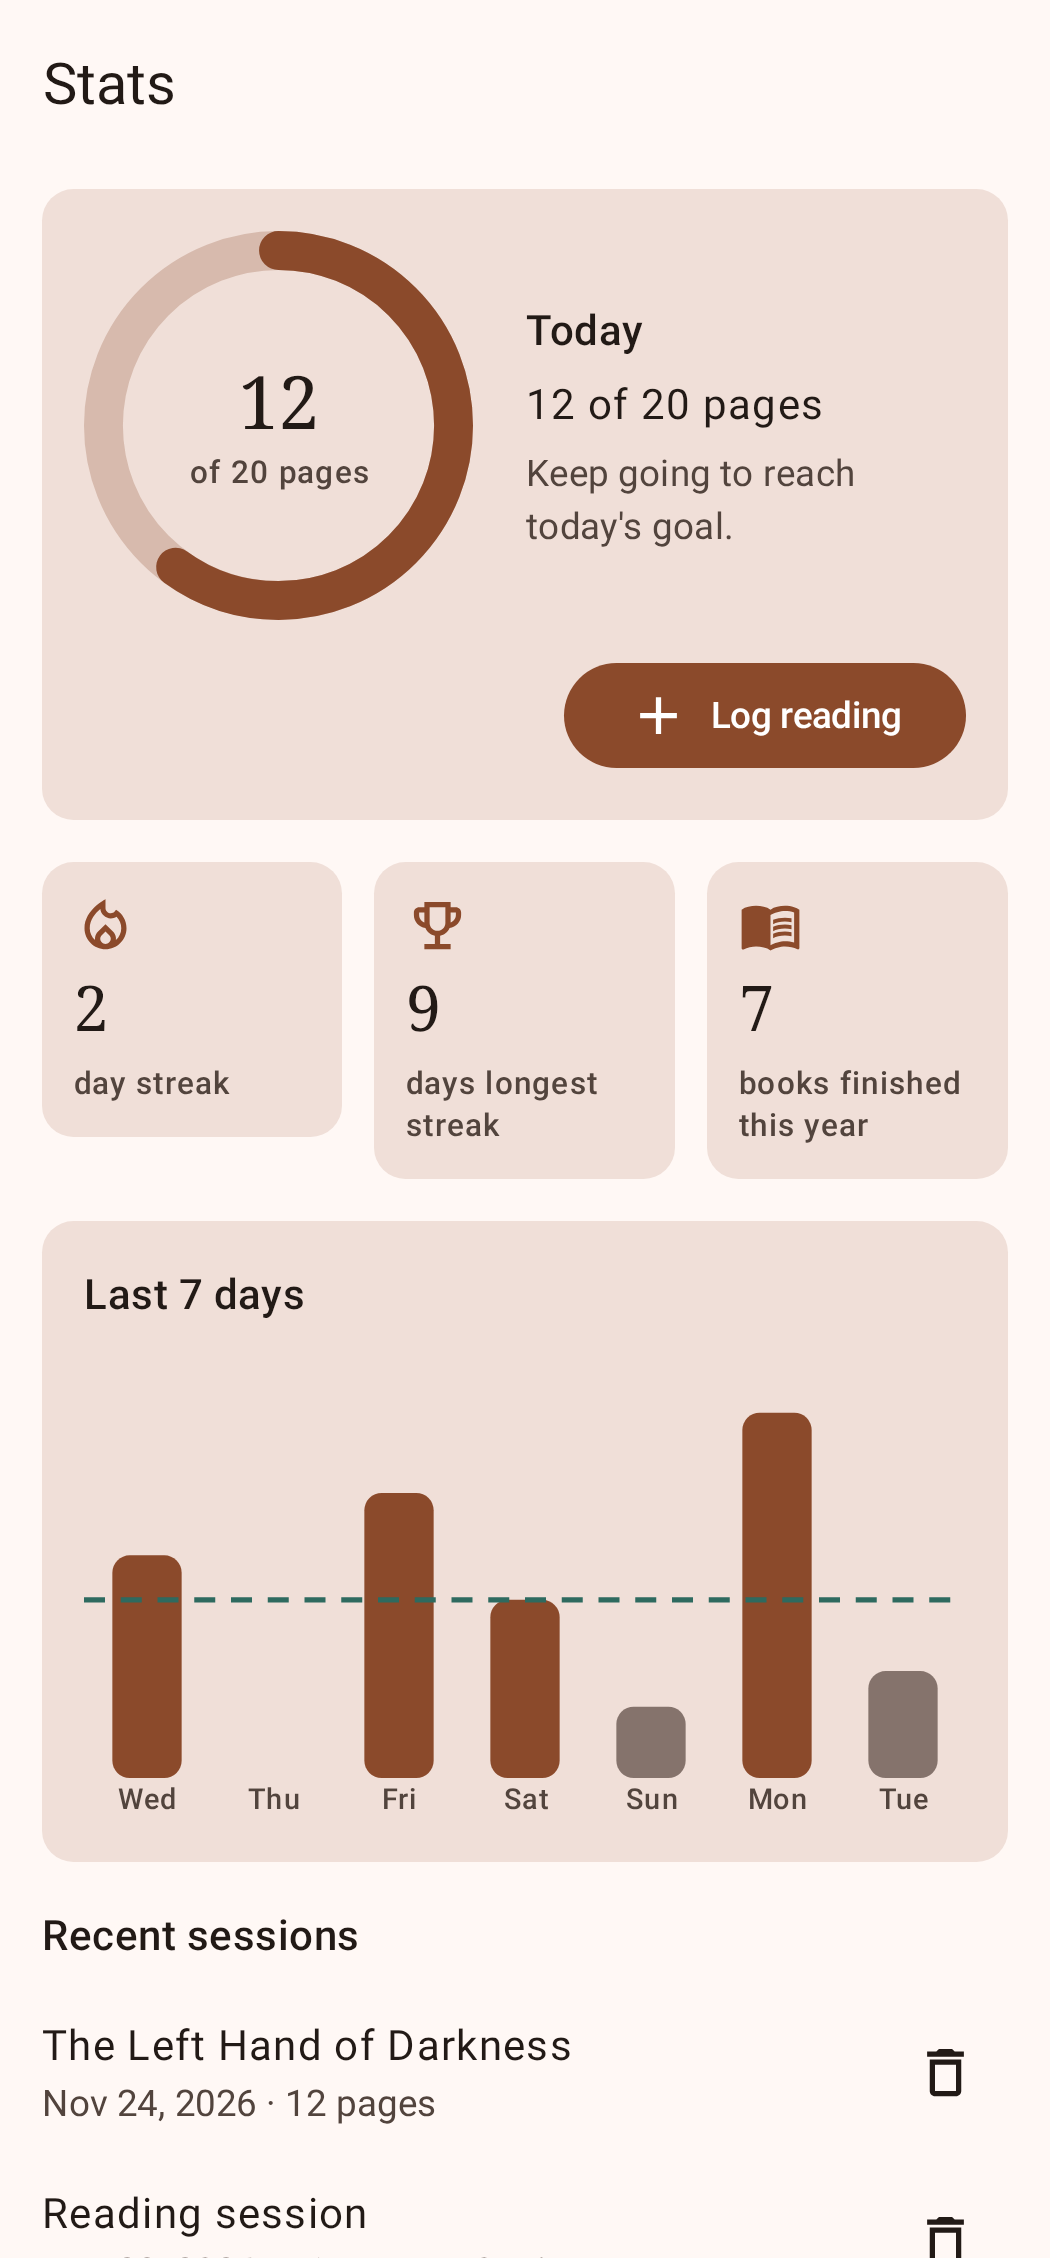 Stats
12
of 20 pages
Today
12 of 20 pages
Keep going to reach
today's goal.
Log reading
2
day streak
9
days longest
streak
7
books finished
this year
Last 7 days
Wed Thu Fri Sat Sun Mon Tue
Recent sessions
The Left Hand of Darkness
Nov 24, 2026 · 12 pages
Reading session